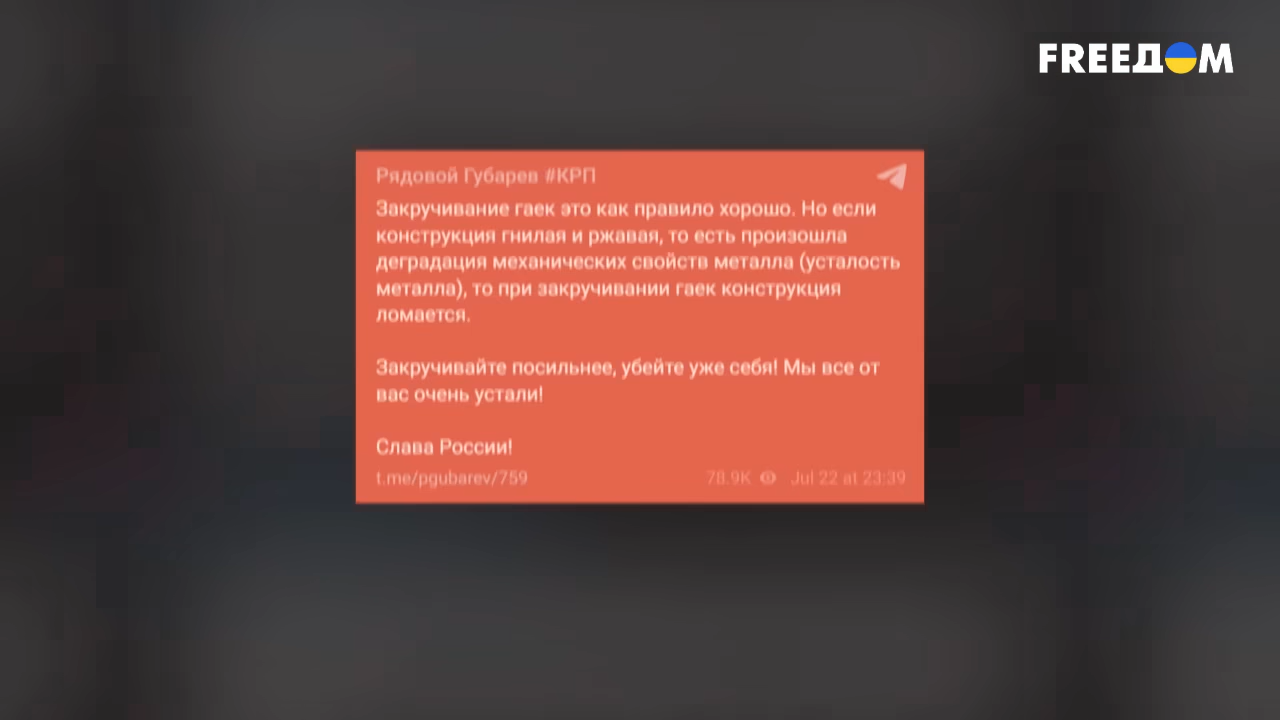 FREEДОМ
Рядовой Губарев #КРП
Закручивание гаек это как правило хорошо. Но если
конструкция гнилая и ржавая, то есть произошла
деградация механических свойств металла (усталость
металла), то при закручивании гаек конструкция
ломается.
Закручивайте посильнее, убейте уже себя! Мы все от
вас очень устали!
Слава России!
t.me/pgubarev/759
78.9K Jul 22 at 23:39